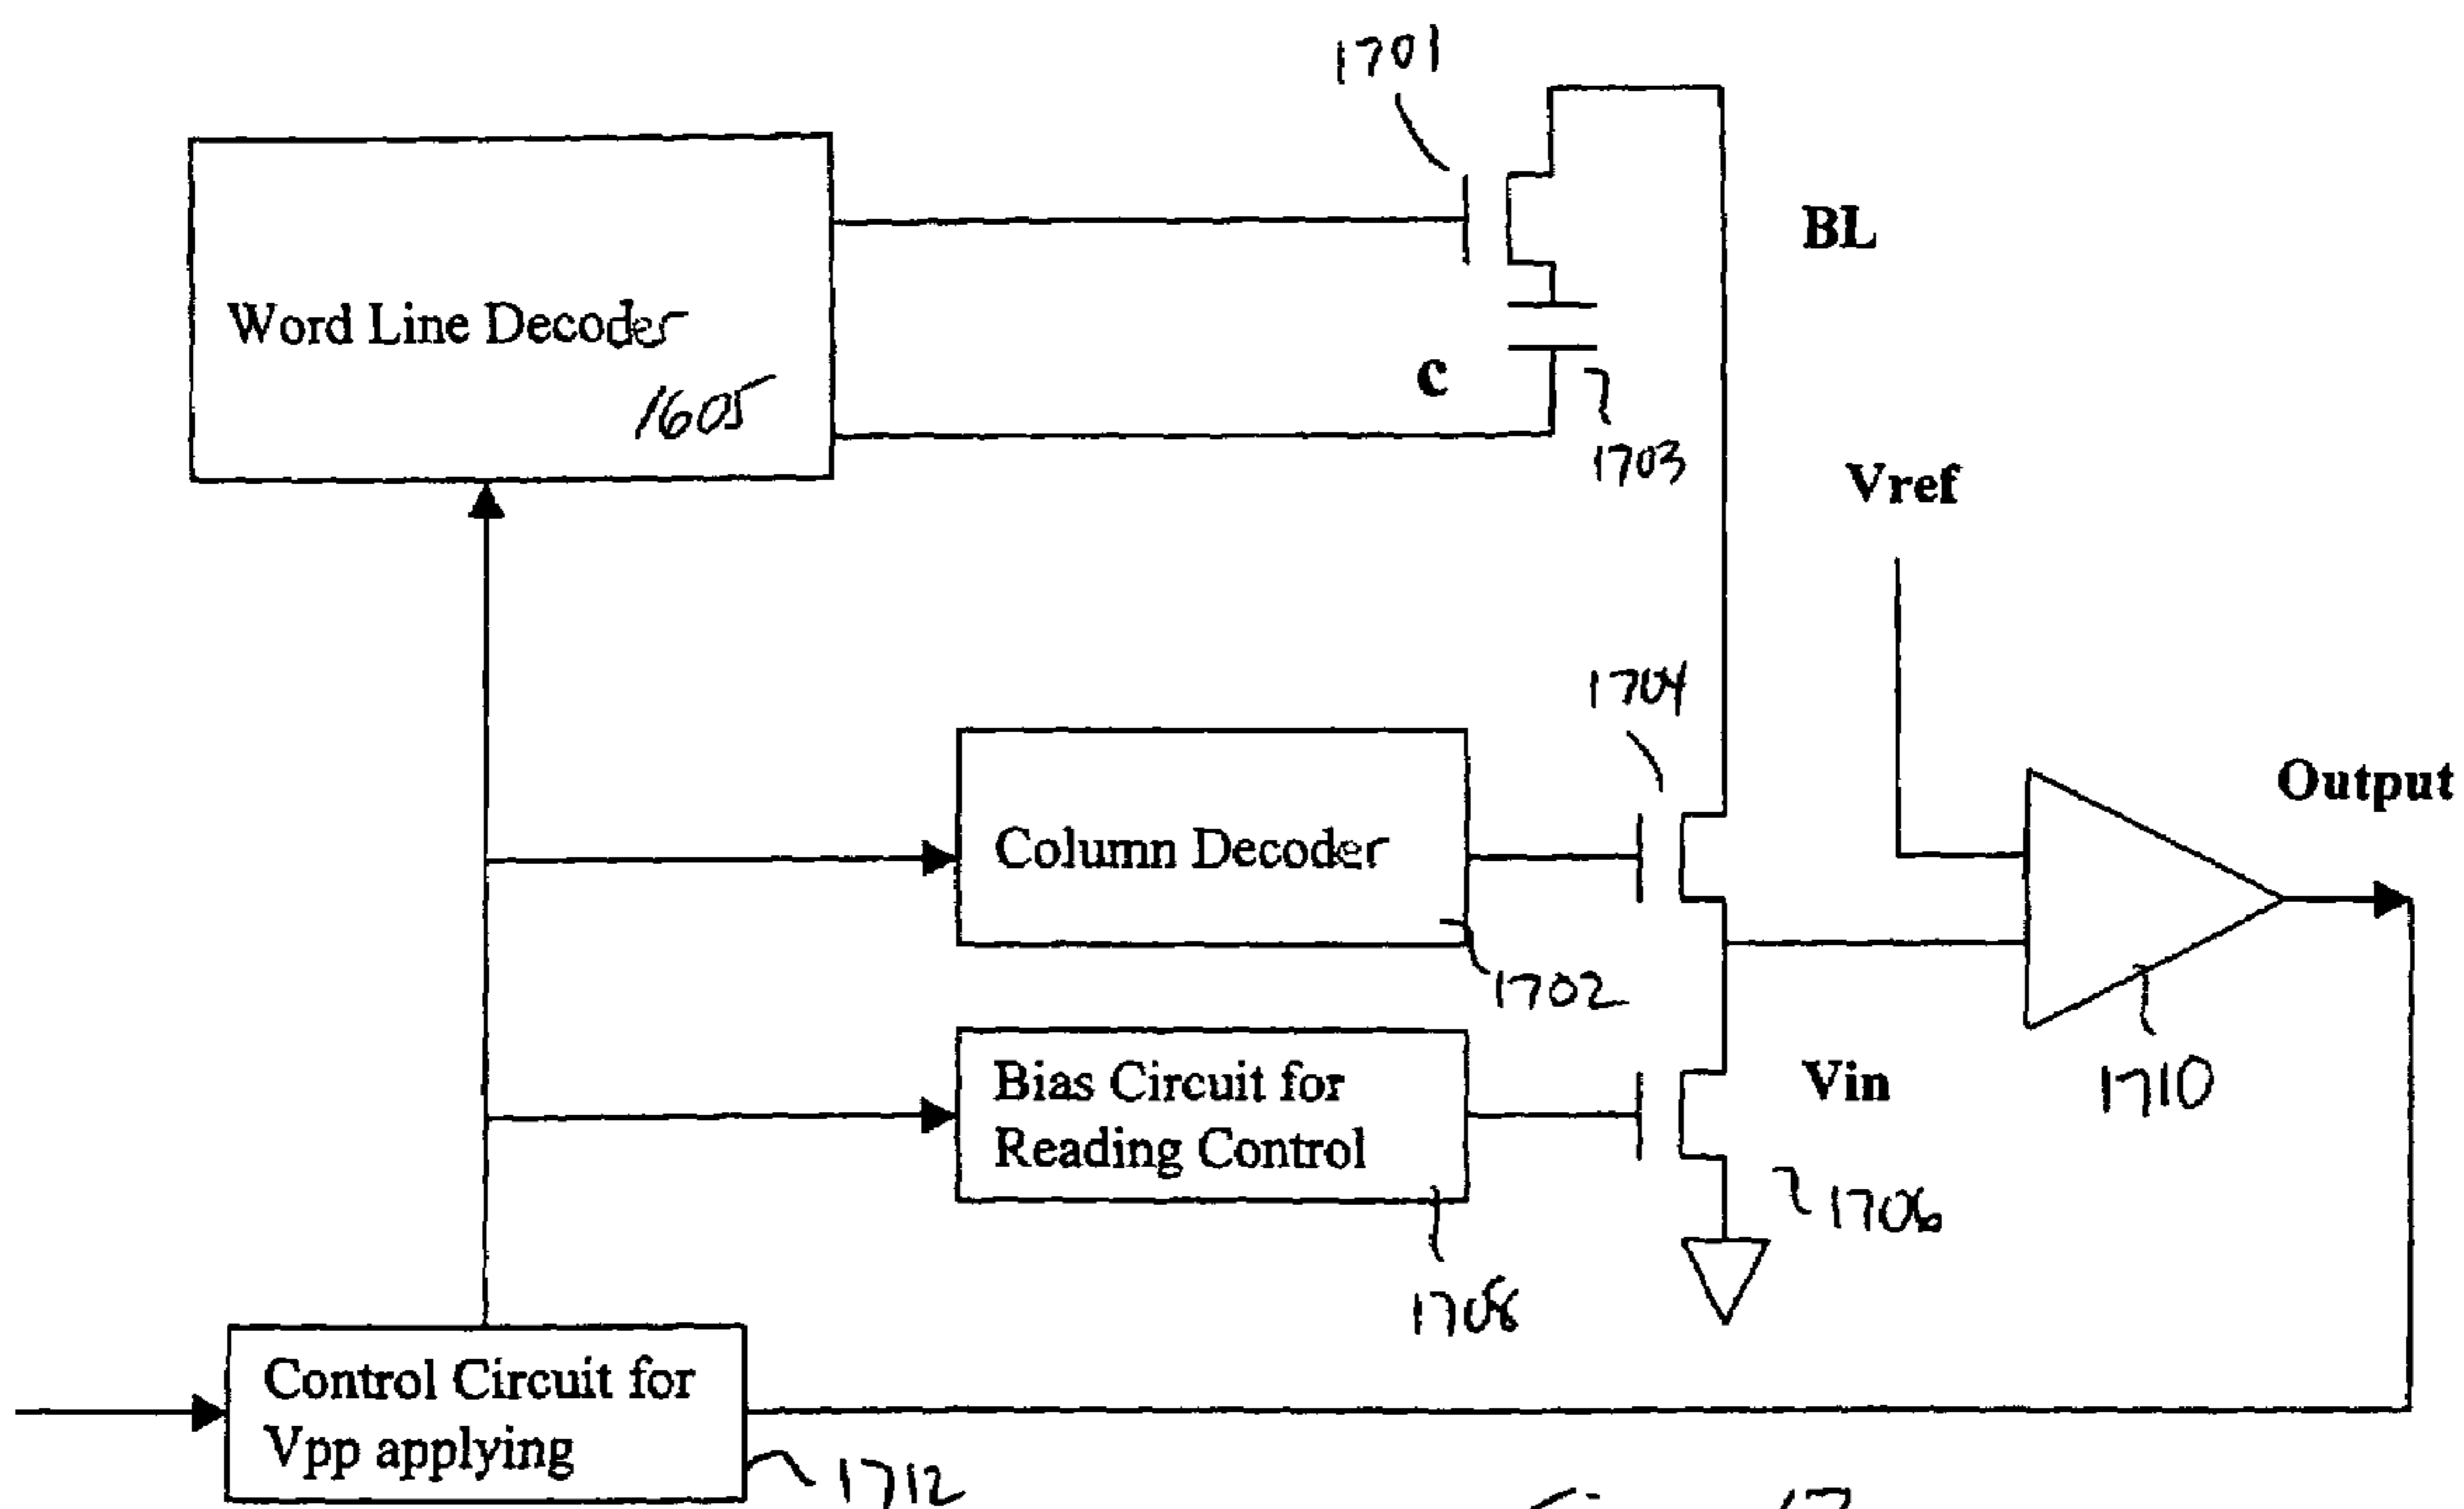 1701
BL
Word Line Decoder
1605
C
1703
Vref
1704
Output
Column Decoder
1702
Bias Circuit for
Reading Control
Vin
1710
1706
1708
Control Circuit for
Vpp applying
1712
17